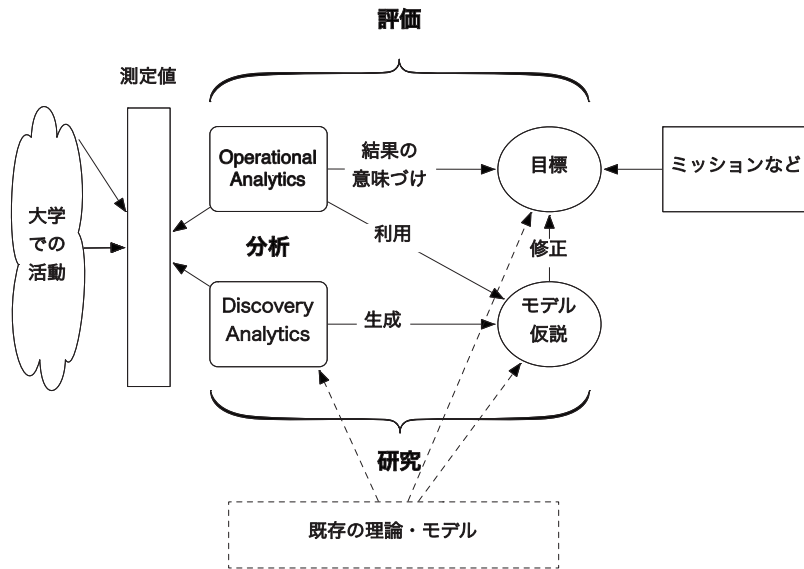 評価
測定値
大学
での
活動
Operational
Analytics
結果の
意味づけ
目標
ミッションなど
利用
分析
修正
Discovery
Analytics
生成
モデル
仮説
研究
既存の理論・モデル